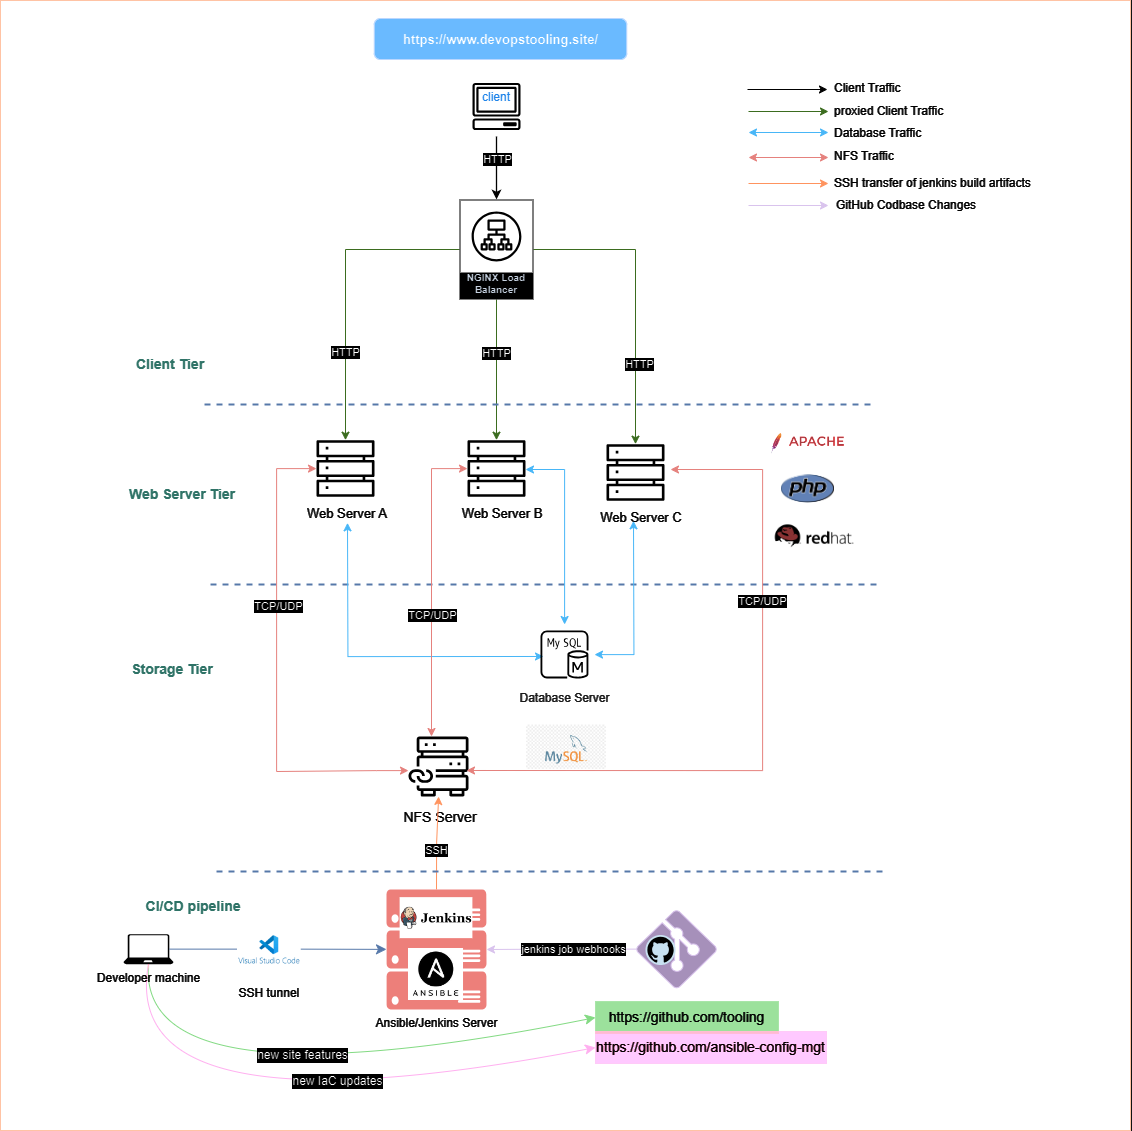 https://www.devopstooling.site/
client
Client Traffic
proxied Client Traffic
Database Traffic
NFS Traffic
SSH transfer of jenkins build artifacts
GitHub Codbase Changes
HTTP
NGINX Load
Balancer
HTTP
HTTP
HTTP
Client Tier
APACHE
php
redhat.
Web Server Tier
Web Server A
Web Server B
Web Server C
TCP/UDP
TCP/UDP
TCP/UDP
My SQL
M
Storage Tier
Database Server
MySQL
NFS Server
SSH
CI/CD pipeline
Jenkins
jenkins job webhooks
Visual Studio Code
Developer machine
SSH tunnel
ANSIBLE
Ansible/Jenkins Server
https://github.com/tooling
https://github.com/ansible-config-mgt
new site features
new IaC updates